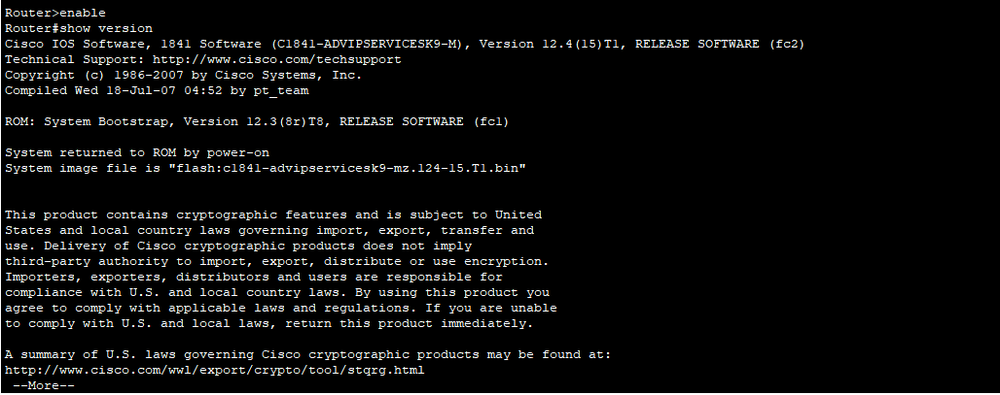 Router>enable
Router#show version
Cisco IOS Software, 1841 Software (C1841-ADVIPSERVICESK9-M), Version 12.4(15)T1, RELEASE SOFTWARE (fc2)
Technical Support: http://www.cisco.com/techsupport
Copyright (c) 1986-2007 by Cisco Systems, Inc.
Compiled Wed 18-Jul-07 04:52 by pt_team
ROM: System Bootstrap, Version 12.3(8r)T8, RELEASE SOFTWARE (fc1)
System returned to ROM by power-on
System image file is "flash:c1841-advipservicesk9-mz.124-15.T1.bin"
This product contains cryptographic features and is subject to United
States and local country laws governing import, export, transfer and
use. Delivery of Cisco cryptographic products does not imply
third-party authority to import, export, distribute or use encryption.
Importers, exporters, distributors and users are responsible for
compliance with U.S. and local country laws. By using this product you
agree to comply with applicable laws and regulations. If you are unable
to comply with U.S. and local laws, return this product immediately.
A summary of U.S. laws governing Cisco cryptographic products may be found at:
http://www.cisco.com/wwl/export/crypto/tool/stqrg.html
--More--